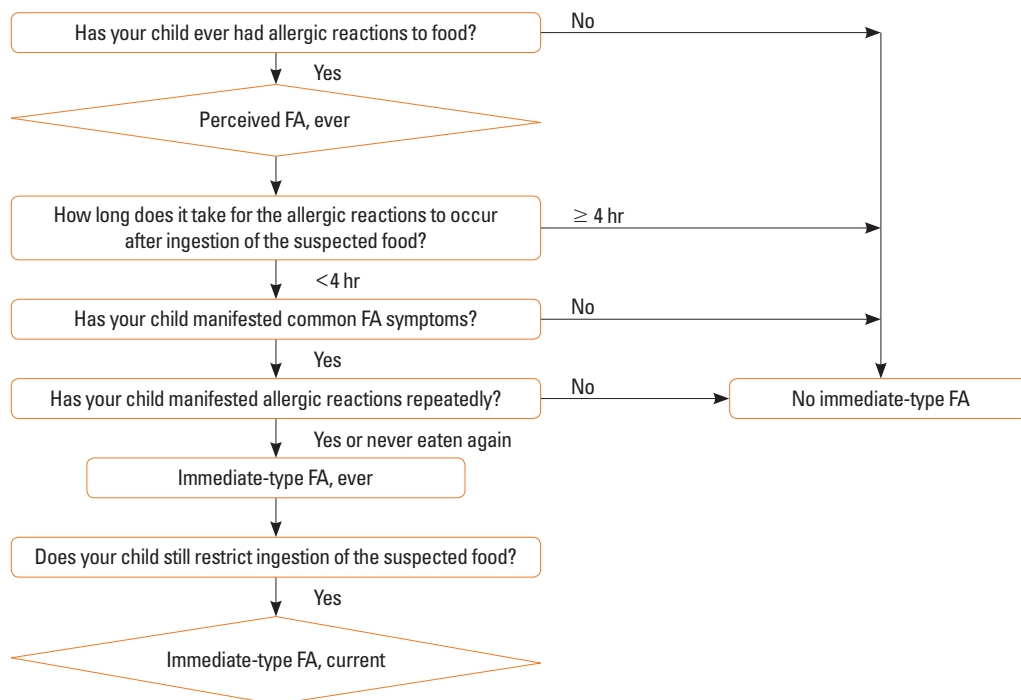 Has your child ever had allergic reactions to food?
No
Yes
Perceived FA, ever
How long does it take for the allergic reactions to occur
after ingestion of the suspected food?
≥ 4 hr
<4 hr
Has your child manifested common FA symptoms?
No
Yes
Has your child manifested allergic reactions repeatedly?
No
No immediate-type FA
Yes or never eaten again
Immediate-type FA, ever
Does your child still restrict ingestion of the suspected food?
Yes
Immediate-type FA, current